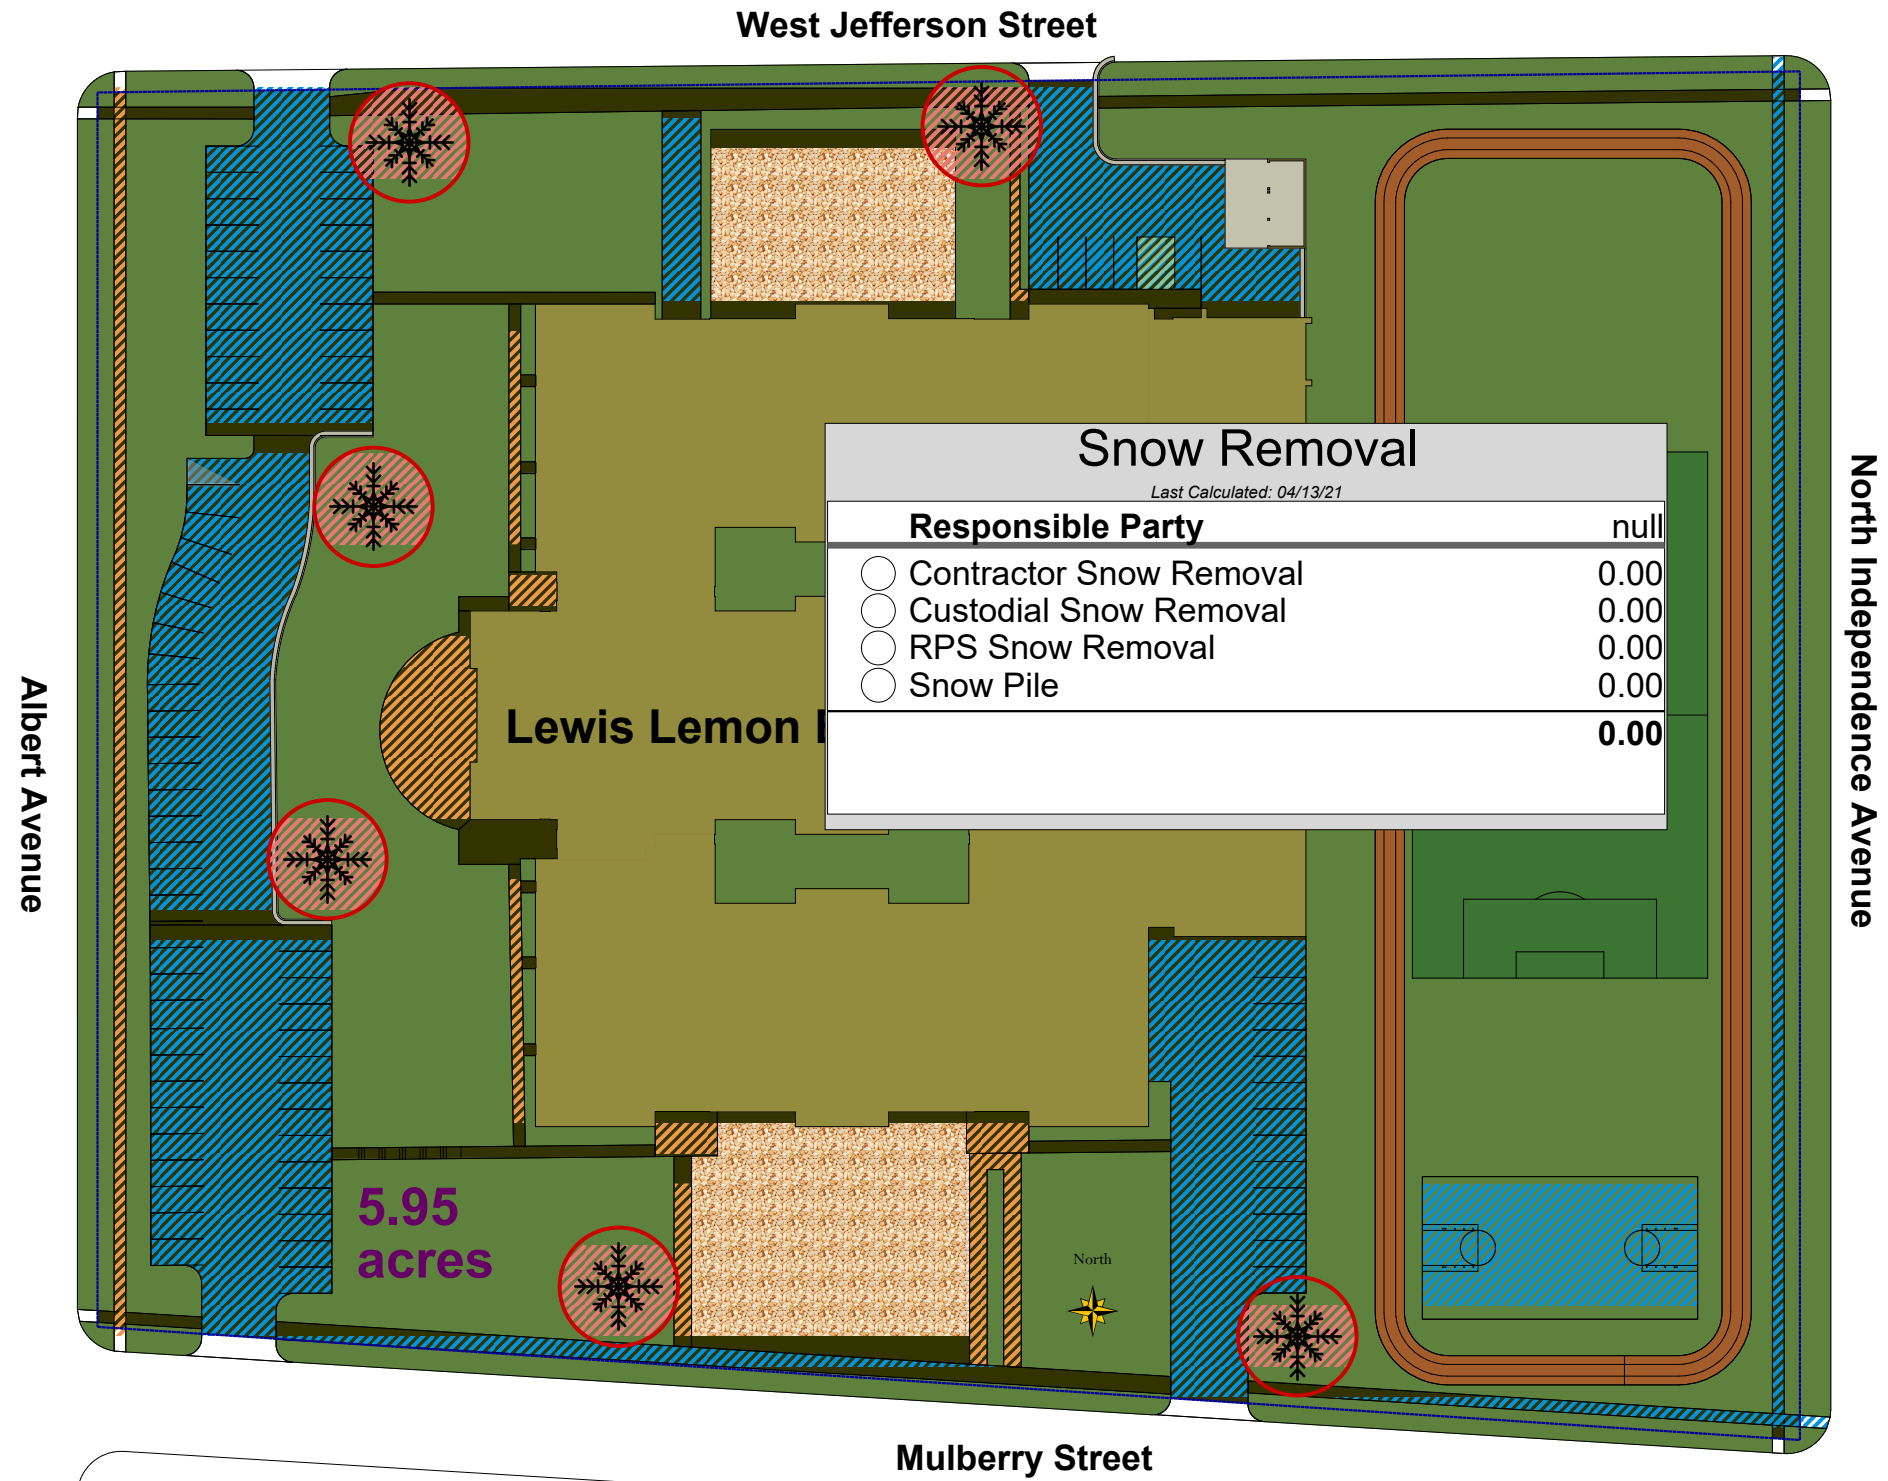 West Jefferson Street
Snow Removal
Last Calculated: 04/13/21
Responsible Party null
Contractor Snow Removal 0.00
Custodial Snow Removal 0.00
RPS Snow Removal 0.00
Snow Pile 0.00
0.00
Lewis Lemon
Albert Avenue
North Independence Avenue
5.95
acres
North
Mulberry Street